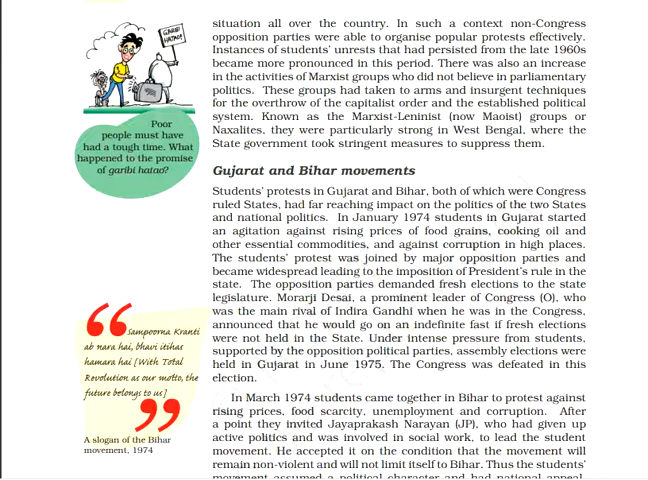 GARIBI
HATAO!
Poor
people must have
had a tough time. What
happened to the promise
of garibi hatao?
situation all over the country. In such a context non-Congress
opposition parties were able to organise popular protests effectively.
Instances of students' unrests that had persisted from the late 1960s
became more pronounced in this period. There was also an increase
in the activities of Marxist groups who did not believe in parliamentary
politics. These groups had taken to arms and insurgent techniques
for the overthrow of the capitalist order and the established political
system. Known as the Marxist-Leninist (now Maoist) groups or
Naxalites, they were particularly strong in West Bengal, where the
State government took stringent measures to suppress them.
Gujarat and Bihar movements
Students' protests in Gujarat and Bihar, both of which were Congress
ruled States, had far reaching impact on the politics of the two States
and national politics. In January 1974 students in Gujarat started
an agitation against rising prices of food grains, cooking oil and
other essential commodities, and against corruption in high places.
The students' protest was joined by major opposition parties and
became widespread leading to the imposition of President's rule in the
state. The opposition parties demanded fresh elections to the state
legislature. Morarji Desai, a prominent leader of Congress (O), who
was the main rival of Indira Gandhi when he was in the Congress,
announced that he would go on an indefinite fast if fresh elections
were not held in the State. Under intense pressure from students,
supported by the opposition political parties, assembly elections were
held in Gujarat in June 1975. The Congress was defeated in this
election.
“Sampoorna Kranti
ab nara hai, bhavi itihas
hamara hai [With Total
Revolution as our motto, the
future belongs to us]
”
A slogan of the Bihar
movement, 1974
In March 1974 students came together in Bihar to protest against
rising prices, food scarcity, unemployment and corruption. After
a point they invited Jayaprakash Narayan (JP), who had given up
active politics and was involved in social work, to lead the student
movement. He accepted it on the condition that the movement will
remain non-violent and will not limit itself to Bihar. Thus the students'
movement assumed a political character and had national appeal.